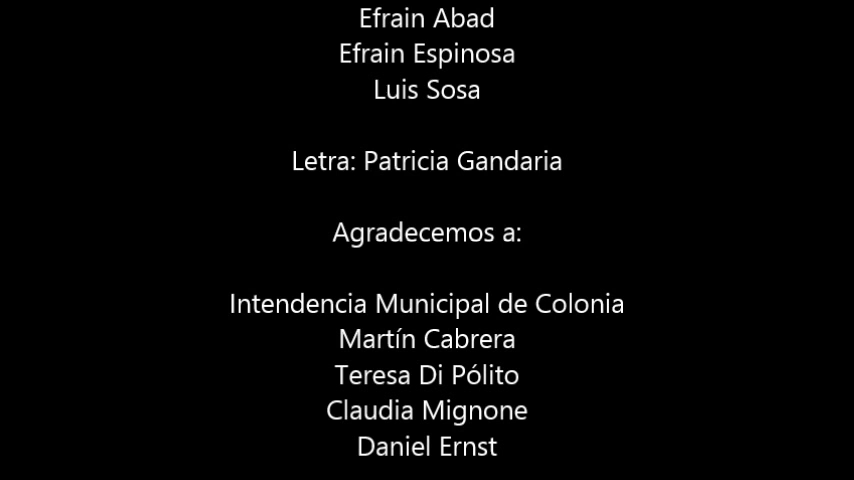 Efrain Abad
Efrain Espinosa
Luis Sosa
Letra: Patricia Gandaria
Agradecemos a:
Intendencia Municipal de Colonia
Martín Cabrera
Teresa Di Pólito
Claudia Mignone
Daniel Ernst